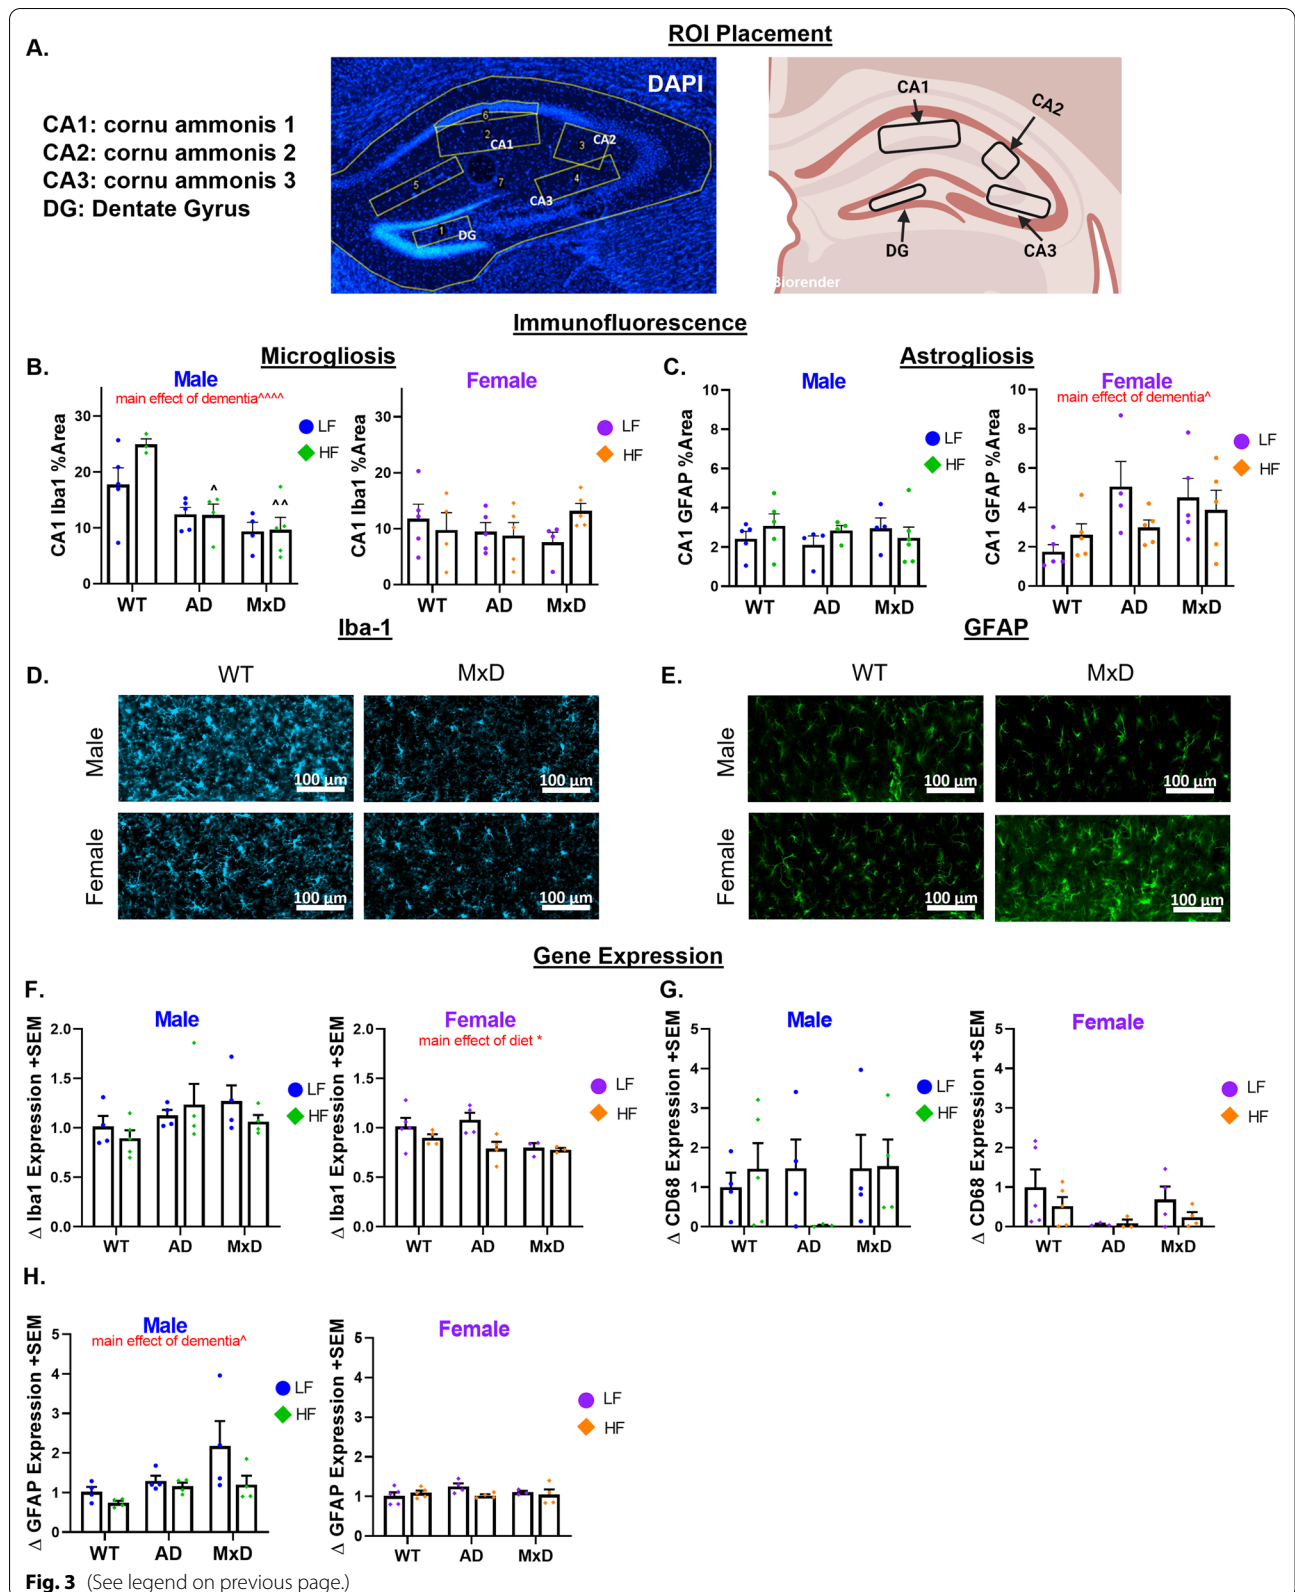 A.
ROI Placement
CA1: cornu ammonis 1
CA2: cornu ammonis 2
CA3: cornu ammonis 3
DG: Dentate Gyrus
DAPI
6
2
CA1
3
CA2
5
7
4
CA3
1
DG
CA1
CA2
DG
CA3
Biorender
Immunofluorescence
Microgliosis
Astrogliosis
B.
Male
main effect of dementia^^^^
CA1 Iba1 %Area
30
20
10
0
^
^^
WT AD MxD
LF
HF
Female
CA1 Iba1 %Area
30
20
10
0
WT AD MxD
LF
HF
C.
Male
CA1 GFAP %Area
10
8
6
4
2
0
WT AD MxD
LF
HF
Female
main effect of dementia^
CA1 GFAP %Area
10
8
6
4
2
0
WT AD MxD
LF
HF
Iba-1
GFAP
D.
WT MxD
Male
100 µm
100 µm
Female
100 µm
100 µm
E.
WT MxD
Male
100 µm
100 µm
Female
100 µm
100 µm
Gene Expression
F.
Male
Δ Iba1 Expression +SEM
2.0
1.5
1.0
0.5
0.0
WT AD MxD
LF
HF
Female
main effect of diet *
Δ Iba1 Expression +SEM
2.0
1.5
1.0
0.5
0.0
WT AD MxD
LF
HF
G.
Male
Δ CD68 Expression +SEM
5
4
3
2
1
0
WT AD MxD
LF
HF
Female
Δ CD68 Expression +SEM
5
4
3
2
1
0
WT AD MxD
LF
HF
H.
Male
main effect of dementia^
Δ GFAP Expression +SEM
5
4
3
2
1
0
WT AD MxD
LF
HF
Female
Δ GFAP Expression +SEM
5
4
3
2
1
0
WT AD MxD
LF
HF
Fig. 3 (See legend on previous page.)